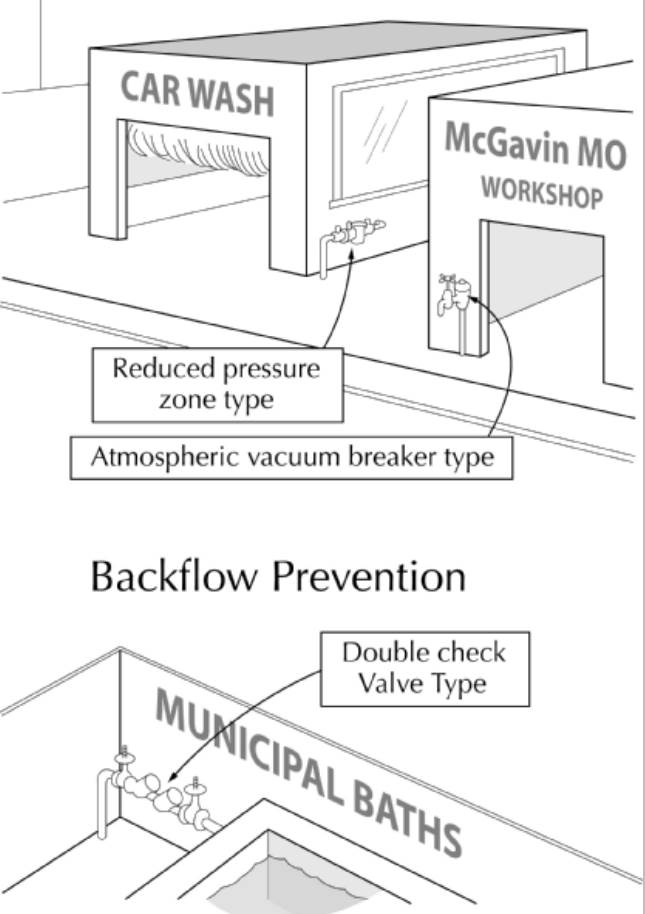 CAR WASH
McGavin MO
WORKSHOP
Reduced pressure
zone type
Atmospheric vacuum breaker type
Backflow Prevention
Double check
Valve Type
MUNICIPAL BATHS